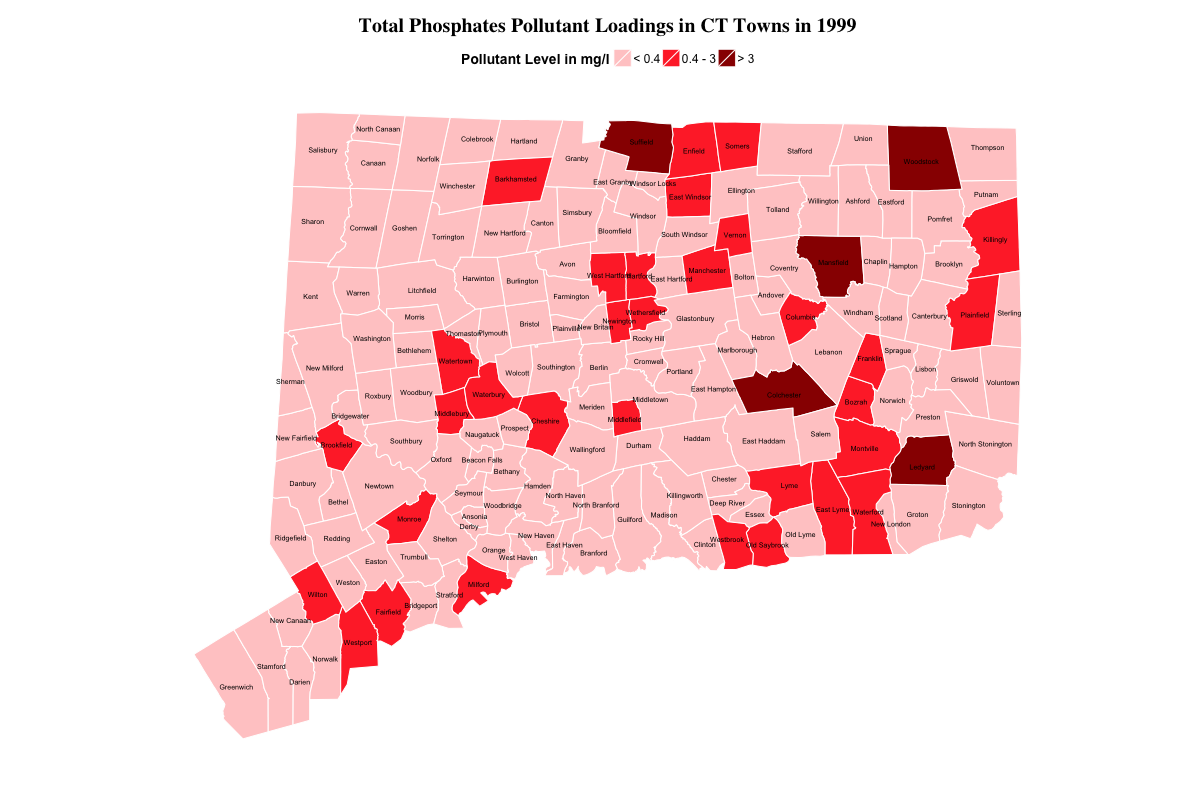 Total Phosphates Pollutant Loadings in CT Towns in 1999
Pollutant Level in mg/l < 0.4 0.4 - 3 > 3
North Canaan
Colebrook
Hartland
Salisbury
Canaan
Norfolk
Granby
Suffield
Enfield
Somers
Stafford
Union
Woodstock
Thompson
Winchester
Barkhamsted
East Granby
Windsor Locks
East Windsor
Ellington
Tolland
Willington
Ashford
Eastford
Putnam
Pomfret
Sharon
Cornwall
Goshen
Torrington
New Hartford
Canton
Simsbury
Bloomfield
Windsor
South Windsor
Vernon
Killingly
Kent
Warren
Litchfield
Harwinton
Burlington
Avon
Farmington
West Hartford
Hartford
East Hartford
Manchester
Bolton
Coventry
Mansfield
Chaplin
Hampton
Brooklyn
Andover
Columbia
Windham
Scotland
Canterbury
Plainfield
Sterling
Morris
Washington
Bethlehem
Watertown
Thomaston
Plymouth
Bristol
Plainville
New Britain
Newington
Wethersfield
Rocky Hill
Glastonbury
Hebron
Marlborough
Lebanon
Franklin
Sprague
Lisbon
Griswold
Voluntown
New Milford
Sherman
Roxbury
Woodbury
Wolcott
Waterbury
Southington
Berlin
Cromwell
Portland
East Hampton
Colchester
Bozrah
Norwich
Preston
Bridgewater
Middlebury
Naugatuck
Prospect
Cheshire
Meriden
Middletown
Middlefield
New Fairfield
Brookfield
Southbury
Oxford
Beacon Falls
Bethany
Wallingford
Durham
Haddam
East Haddam
Salem
Montville
Ledyard
North Stonington
Danbury
Bethel
Newtown
Seymour
Woodbridge
Hamden
North Haven
North Branford
Guilford
Madison
Killingworth
Chester
Deep River
Essex
Lyme
East Lyme
Waterford
New London
Groton
Stonington
Ridgefield
Redding
Monroe
Shelton
Ansonia
Derby
Orange
New Haven
West Haven
East Haven
Branford
Clinton
Westbrook
Old Saybrook
Old Lyme
Easton
Trumbull
Weston
Wilton
Fairfield
Bridgeport
Stratford
Milford
New Canaan
Westport
Norwalk
Stamford
Darien
Greenwich